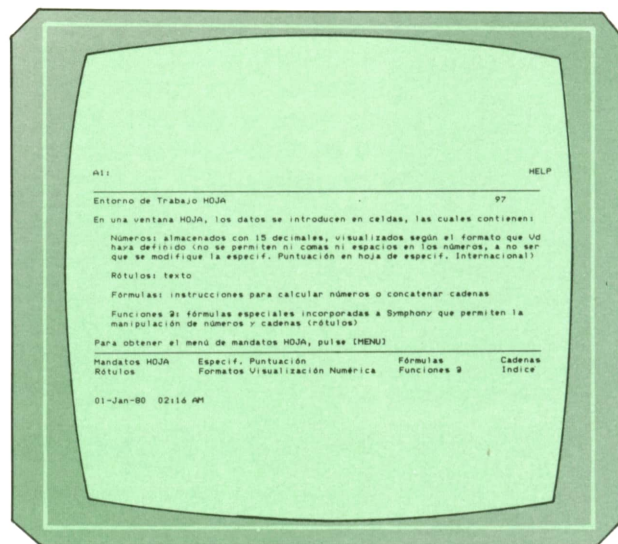 A1: HELP
Entorno de Trabajo HOJA 97
En una ventana HOJA, los datos se introducen en celdas, las cuales contienen:
Números: almacenados con 15 decimales, visualizados según el formato que Vd
haya definido (no se permiten ni comas ni espacios en los números, a no ser
que se modifique la especif. Puntuación en hoja de especif. Internacional)
Rótulos: texto
Fórmulas: instrucciones para calcular números o concatenar cadenas
Funciones @: fórmulas especiales incorporadas a Symphony que permiten la
manipulación de números y cadenas (rótulos)
Para obtener el menú de mandatos HOJA, pulse [MENU]
Mandatos HOJA Especif. Puntuación Fórmulas Cadenas
Rótulos Formatos Visualización Numérica Funciones @ Indice
01-Jan-80 02:16 AM